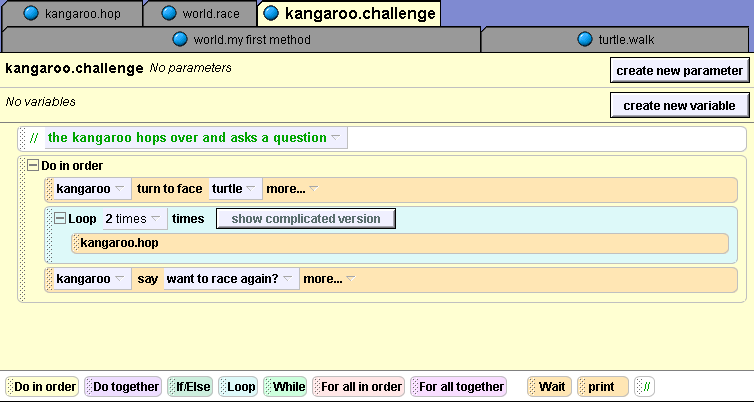 kangaroo.hop world.race kangaroo.challenge
world.my first method turtle.walk
kangaroo.challenge No parameters create new parameter
No variables create new variable
// the kangaroo hops over and asks a question
Do in order
kangaroo turn to face turtle more...
Loop 2 times times show complicated version
kangaroo.hop
kangaroo say want to race again? more...
Do in order Do together If/Else Loop While For all in order For all together Wait print //